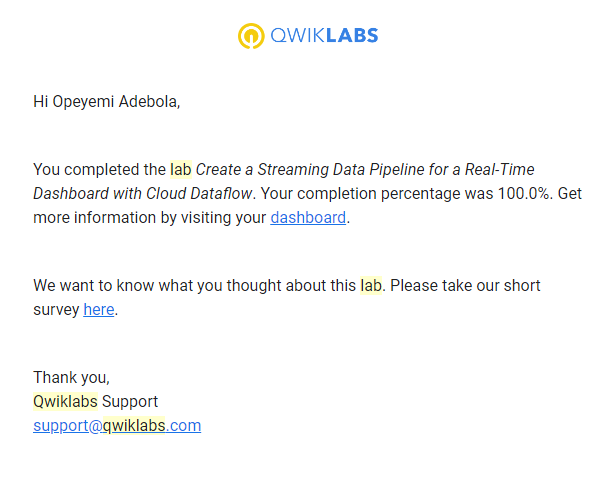 QWIKLABS
Hi Opeyemi Adebola,
You completed the lab Create a Streaming Data Pipeline for a Real-Time
Dashboard with Cloud Dataflow. Your completion percentage was 100.0%. Get
more information by visiting your dashboard.
We want to know what you thought about this lab. Please take our short
survey here.
Thank you,
Qwiklabs Support
support@qwiklabs.com